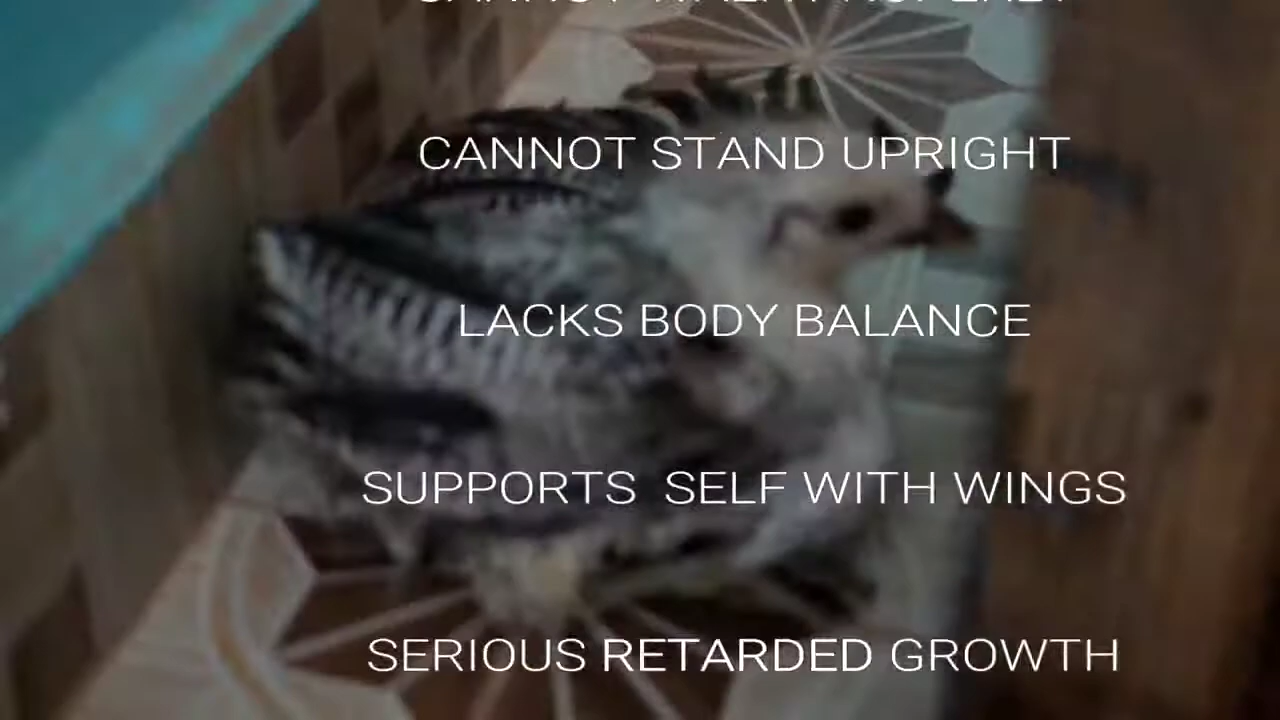 CANNOT STAND UPRIGHT
LACKS BODY BALANCE
SUPPORTS  SELF WITH WINGS
SERIOUS RETARDED GROWTH